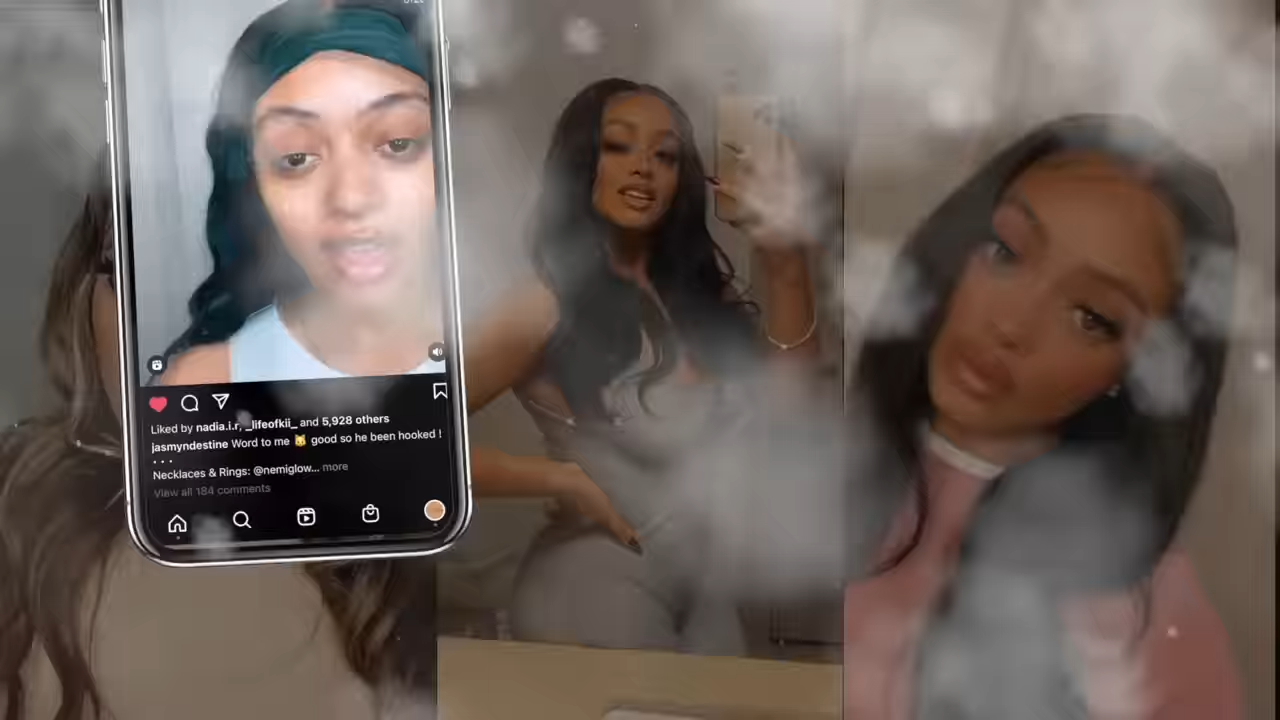 Liked by nadia.i.r, _lifeofkii_ and 5,928 others
jasmyndestine Word to me 🐱 good so he been hooked !
...
Necklaces & Rings: @nemiglow... more
View all 184 comments